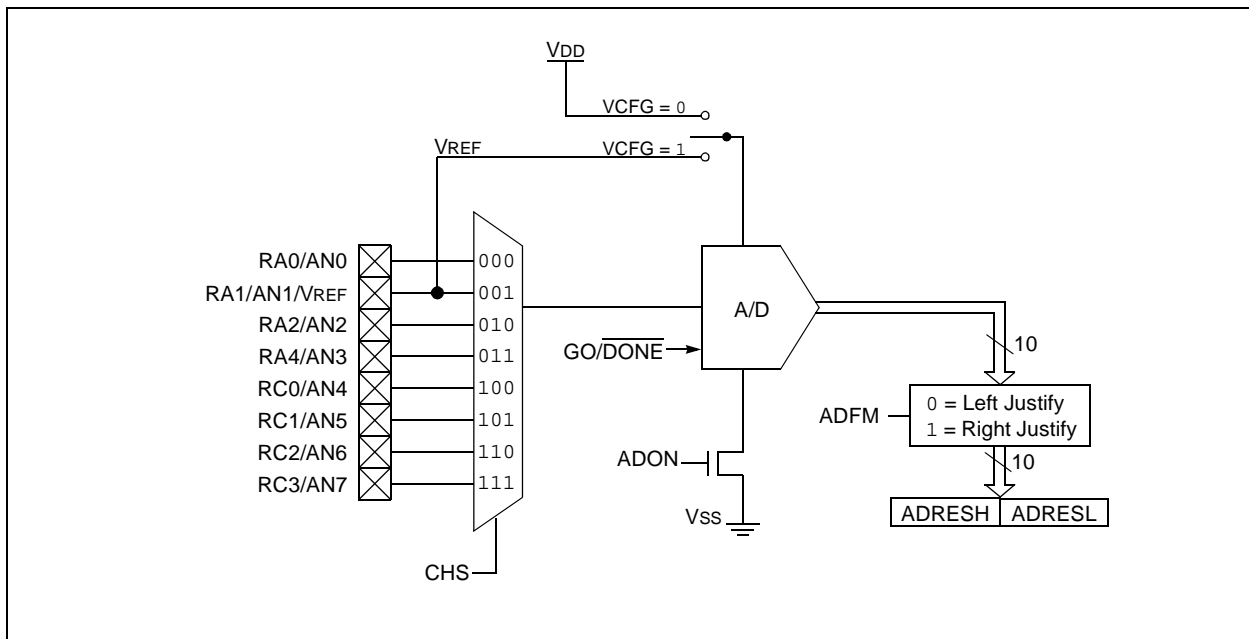 VDD
VCFG = 0
VREF
VCFG = 1
RA0/AN0
000
RA1/AN1/VREF
001
RA2/AN2
010
A/D
RA4/AN3
011
GO/DONE
10
RC0/AN4
100
RC1/AN5
101
ADFM
0 = Left Justify
1 = Right Justify
RC2/AN6
110
ADON
10
RC3/AN7
111
VSS
ADRESH
ADRESL
CHS